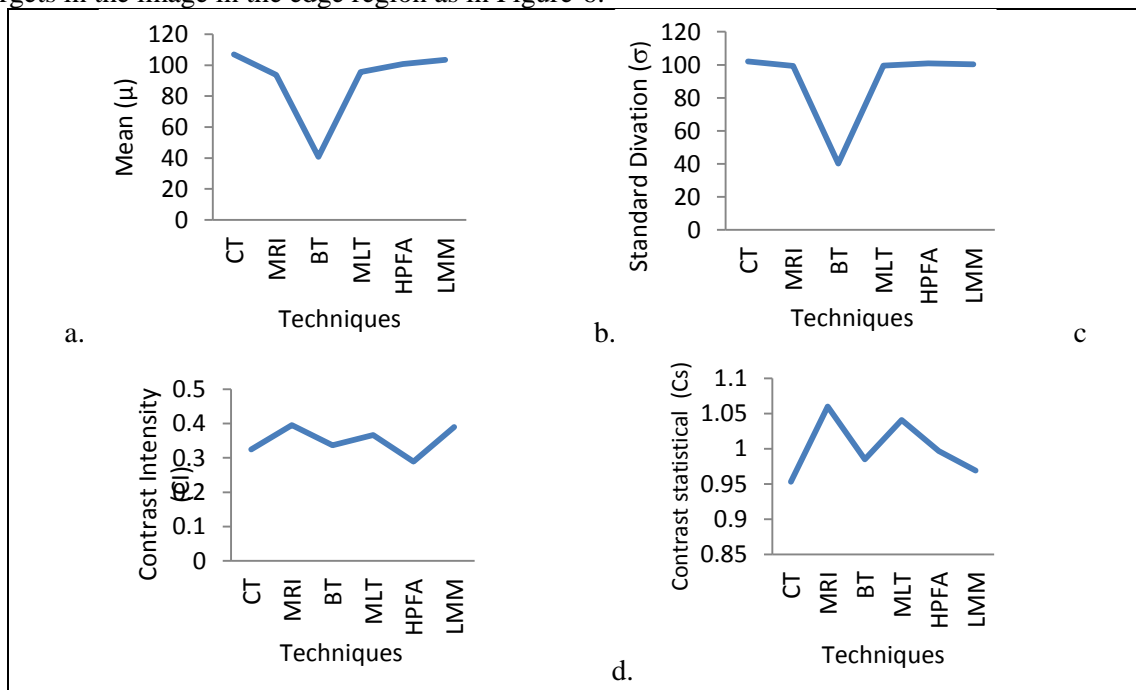 rgets in the image in the edge region as in Figure-6.
120
100
80
60
40
20
0
Mean (μ)
CT
MRI
BT
MLT
HPFA
LMM
Techniques
a.
120
100
80
60
40
20
0
Standard Divation (σ)
CT
MRI
BT
MLT
HPFA
LMM
Techniques
b.
c
0.5
0.4
0.3
0.2
0.1
0
Contrast Intensity
(CI)
CT
MRI
BT
MLT
HPFA
LMM
Techniques
1.1
1.05
1
0.95
0.9
0.85
Contrast statistical (Cs)
CT
MRI
BT
MLT
HPFA
LMM
Techniques
d.